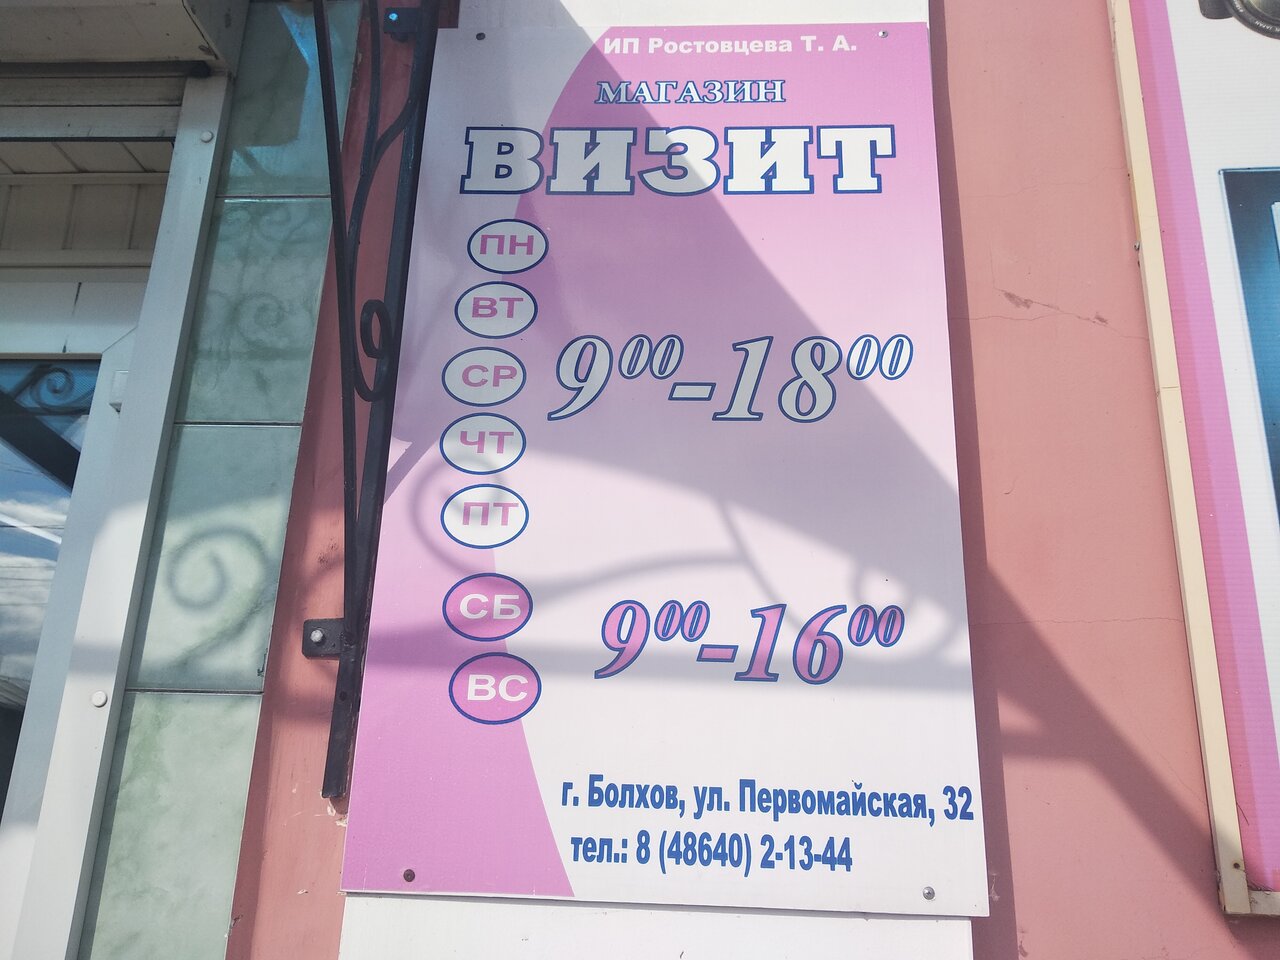 ИП Ростовцева Т. А.
МАГАЗИН
ВИЗИТ
ПН
ВТ
СР
ЧТ
ПТ
9⁰⁰-18⁰⁰
СБ
ВС
9⁰⁰-16⁰⁰
г. Болхов, ул. Первомайская, 32
тел.: 8 (48640) 2-13-44